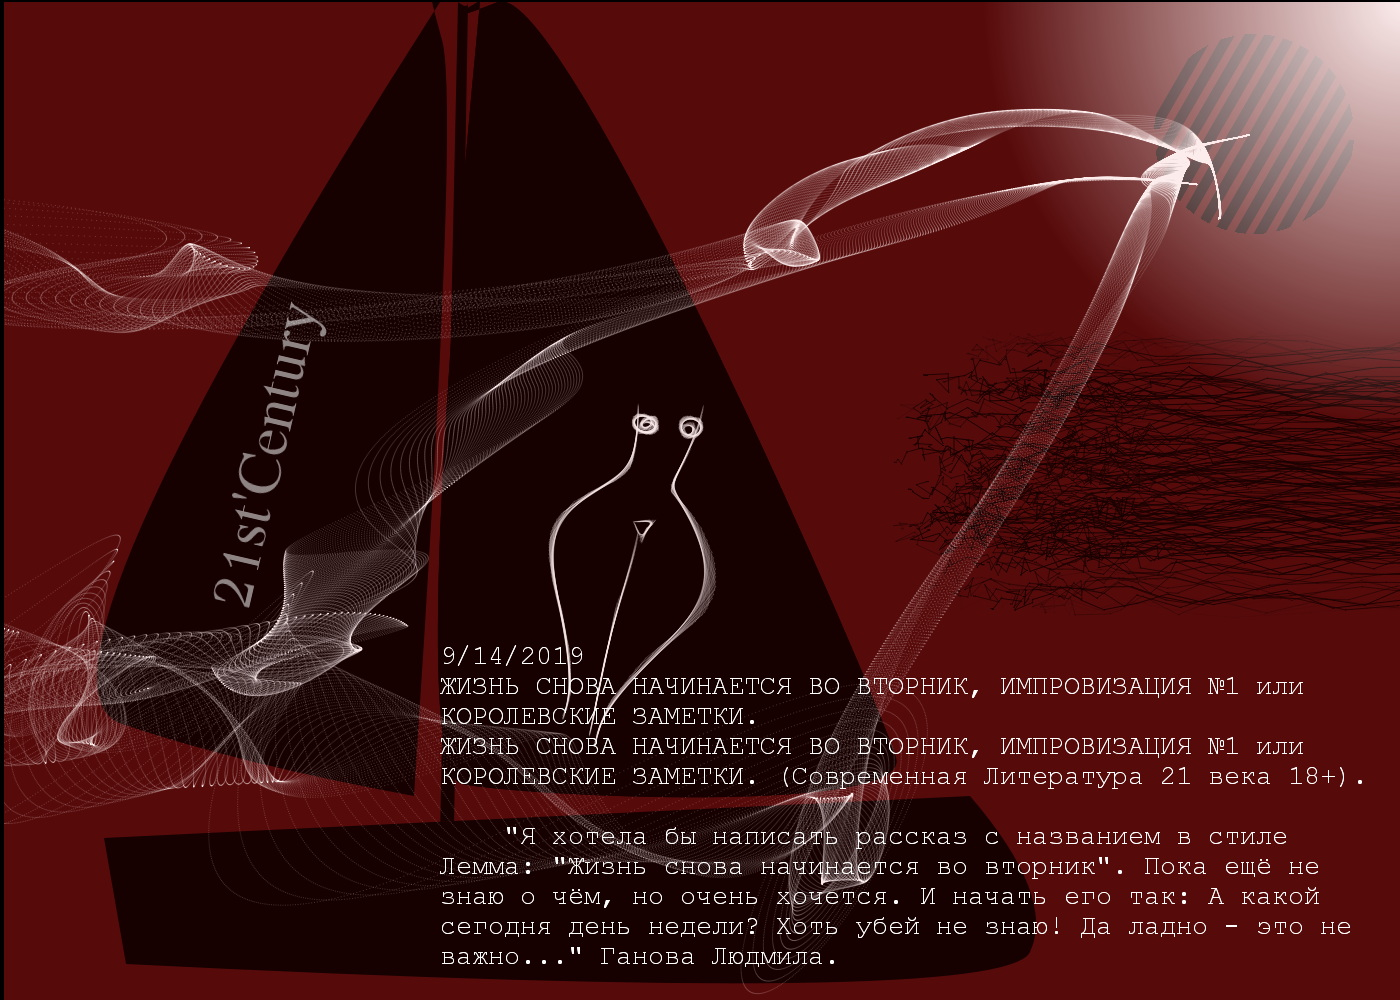 21st'Century
9/14/2019
ЖИЗНЬ СНОВА НАЧИНАЕТСЯ ВО ВТОРНИК, ИМПРОВИЗАЦИЯ №1 или
КОРОЛЕВСКИЕ ЗАМЕТКИ.
ЖИЗНЬ СНОВА НАЧИНАЕТСЯ ВО ВТОРНИК, ИМПРОВИЗАЦИЯ №1 или
КОРОЛЕВСКИЕ ЗАМЕТКИ. (Современная Литература 21 века 18+).
"Я хотела бы написать рассказ с названием в стиле
Лемма: "Жизнь снова начинается во вторник". Пока ещё не
знаю о чём, но очень хочется. И начать его так: А какой
сегодня день недели? Хоть убей не знаю! Да ладно - это не
важно..." Ганова Людмила.